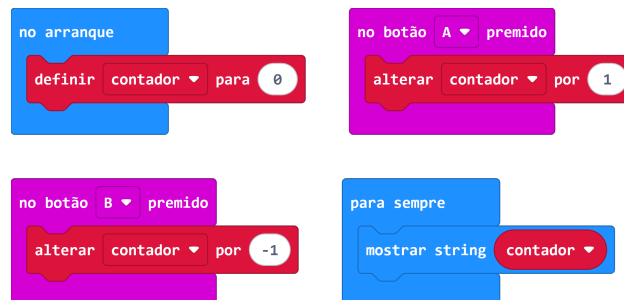 no arranque
definir contador para 0
no botão A premido
alterar contador por 1
no botão B premido
alterar contador por -1
para sempre
mostrar string contador